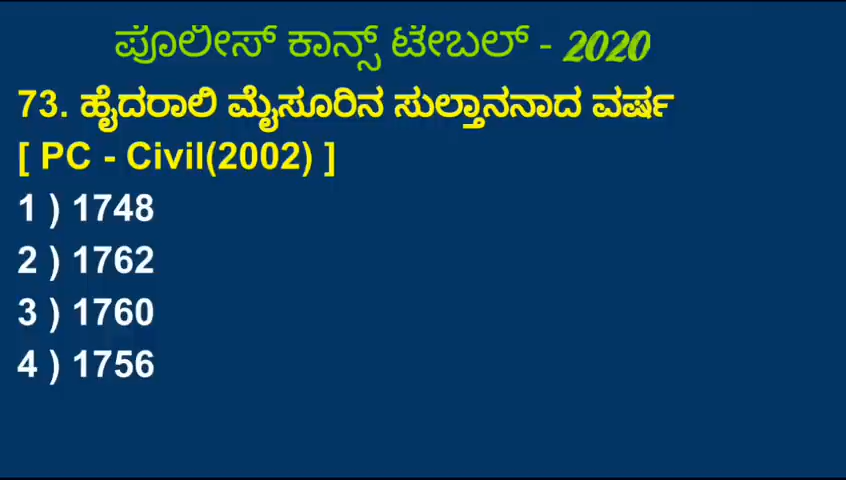 ಪೊಲೀಸ್ ಕಾನ್ಸ್ ಟೇಬಲ್ - 2020
73. ಹೈದರಾಲಿ ಮೈಸೂರಿನ ಸುಲ್ತಾನನಾದ ವರ್ಷ
[ PC - Civil(2002) ]
1 ) 1748
2 ) 1762
3 ) 1760
4 ) 1756